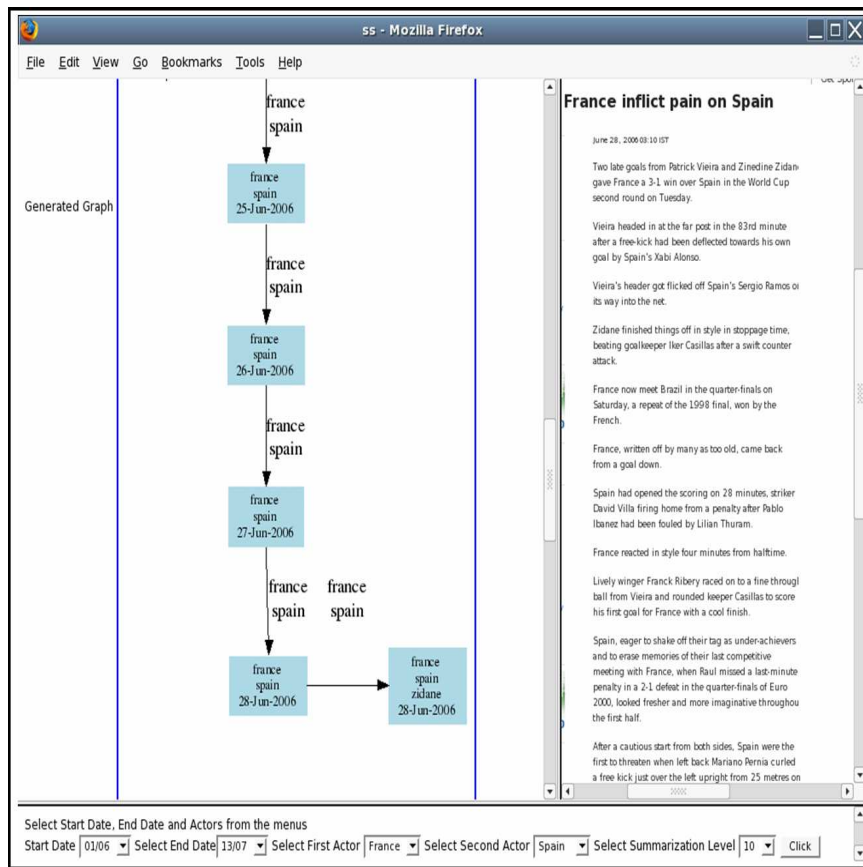 ss - Mozilla Firefox
File Edit View Go Bookmarks Tools Help
Generated Graph
france
spain
france
spain
25-Jun-2006
france
spain
france
spain
26-Jun-2006
france
spain
france
spain
27-Jun-2006
france
spain
france
spain
france
spain
28-Jun-2006
france
spain
zidane
28-Jun-2006
France inflict pain on Spain
June 28, 2006 03:10 IST
Two late goals from Patrick Vieira and Zinedine Zidan
gave France a 3-1 win over Spain in the World Cup
second round on Tuesday.
Vieira headed in at the far post in the 83rd minute
after a free-kick had been deflected towards his own
goal by Spain's Xabi Alonso.
Vieira's header got flicked off Spain's Sergio Ramos on
its way into the net.
Zidane finished things off in style in stoppage time,
beating goalkeeper Iker Casillas after a swift counter
attack.
France now meet Brazil in the quarter-finals on
Saturday, a repeat of the 1998 final, won by the
French.
France, written off by many as too old, came back
from a goal down.
Spain had opened the scoring on 28 minutes, striker
David Villa firing home from a penalty after Pablo
Ibanez had been fouled by Lilian Thuram.
France reacted in style four minutes from halftime.
Lively winger Franck Ribery raced on to a fine throug
ball from Vieira and rounded keeper Casillas to score
his first goal for France with a cool finish.
Spain, eager to shake off their tag as under-achievers
and to erase memories of their last competitive
meeting with France, when Raul missed a last-minute
penalty in a 2-1 defeat in the quarter-finals of Euro
2000, looked fresher and more imaginative throughou
the first half.
After a cautious start from both sides, Spain were the
first to threaten when left back Mariano Pernia curled
a free kick just over the left upright from 25 metres on
Select Start Date, End Date and Actors from the menus
Start Date 01/06 Select End Date 13/07 Select First Actor France Select Second Actor Spain Select Summarization Level 10 Click